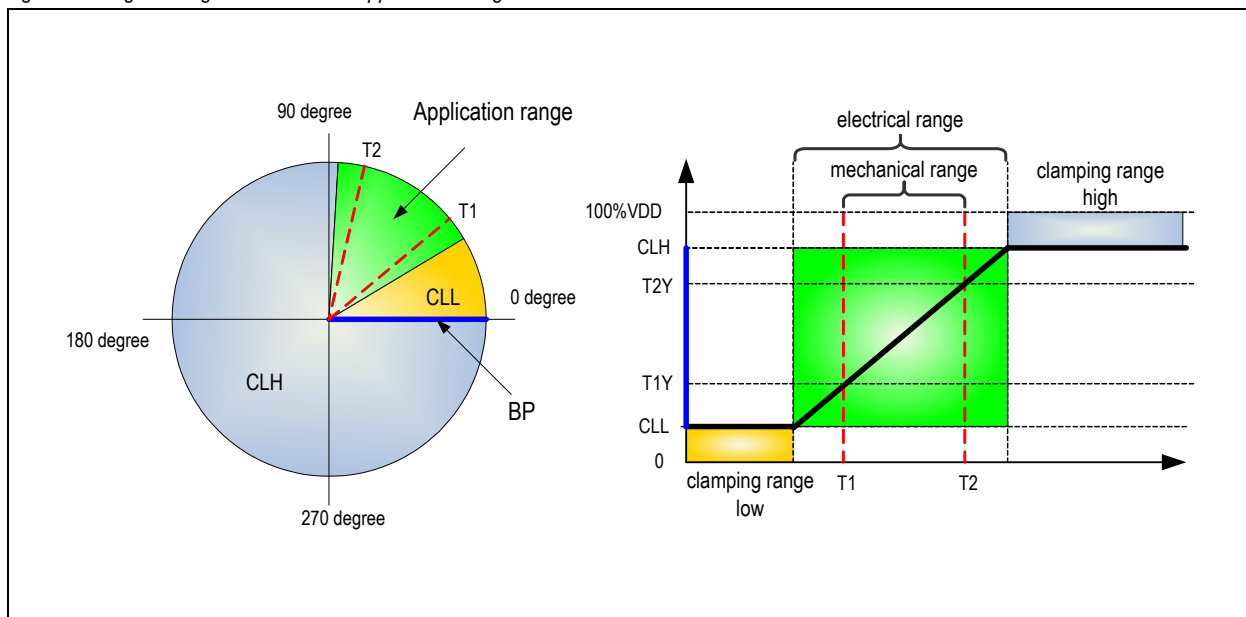 90 degree
Application range
T2
T1
0 degree
CLL
180 degree
CLH
BP
270 degree
electrical range
mechanical range
clamping range
high
100%VDD
CLH
T2Y
T1Y
CLL
0
clamping range
low
T1
T2